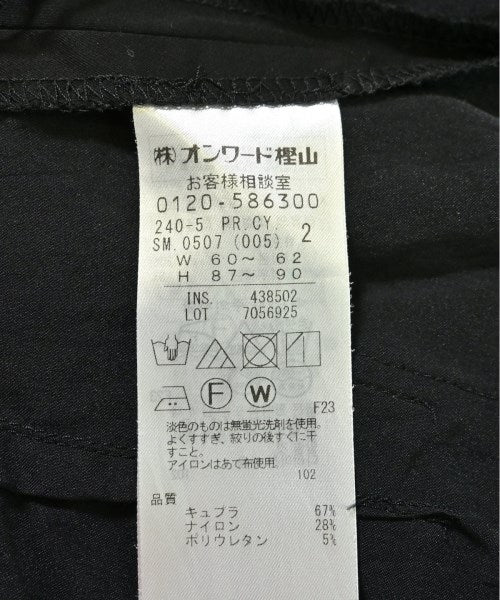 (株)オンワード樫山
お客様相談室
0120-586300
240-5 PR.CY.
SM.0507 (005) 2
W 60～ 62
H 87～ 90
INS. 438502
LOT 7056925
F W
F23
淡色のものは無蛍光洗剤を使用。
よくすすぎ、絞りの後すぐに干
すこと。
アイロンはあて布使用
102
品質
キュプラ 67%
ナイロン 28%
ポリウレタン 5%